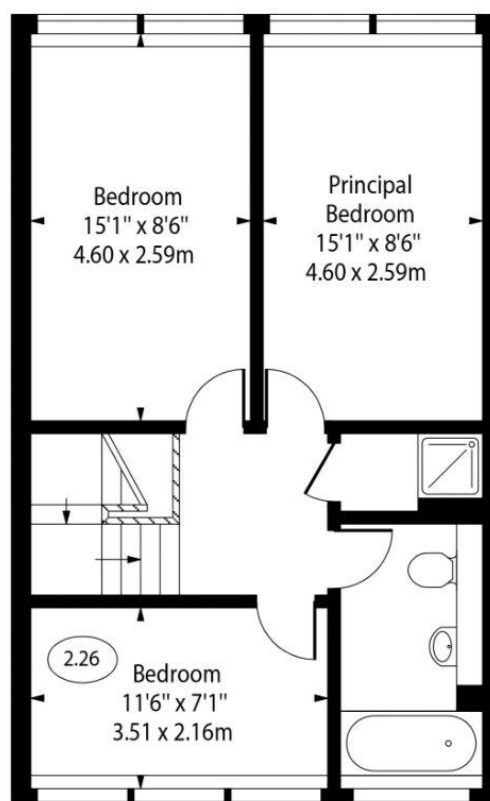 Bedroom
15'1" x 8'6"
4.60 x 2.59m
Principal
Bedroom
15'1" x 8'6"
4.60 x 2.59m
2.26
Bedroom
11'6" x 7'1"
3.51 x 2.16m